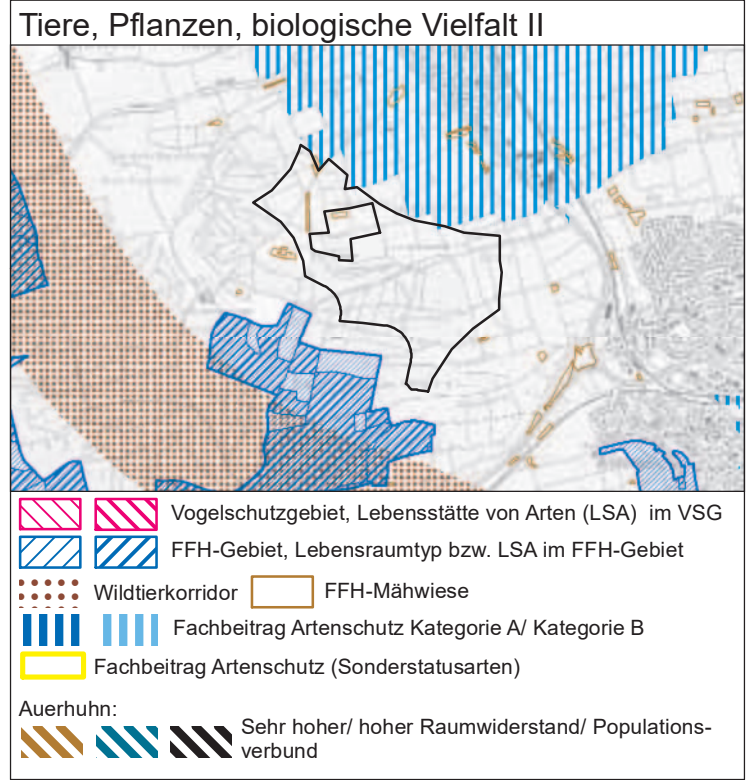 Tiere, Pflanzen, biologische Vielfalt II
Vogelschutzgebiet, Lebensstätte von Arten (LSA) im VSG
FFH-Gebiet, Lebensraumtyp bzw. LSA im FFH-Gebiet
Wildtierkorridor FFH-Mähwiese
Fachbeitrag Artenschutz Kategorie A/ Kategorie B
Fachbeitrag Artenschutz (Sonderstatusarten)
Auerhuhn:
Sehr hoher/ hoher Raumwiderstand/ Populations-
verbund